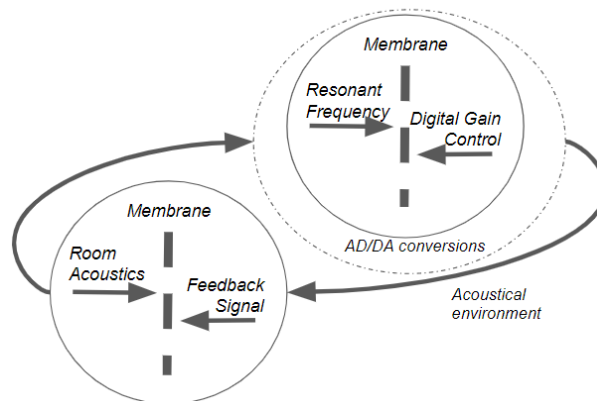 Membrane
Resonant
Frequency
Digital Gain
Control
AD/DA conversions
Membrane
Room
Acoustics
Feedback
Signal
Acoustical
environment